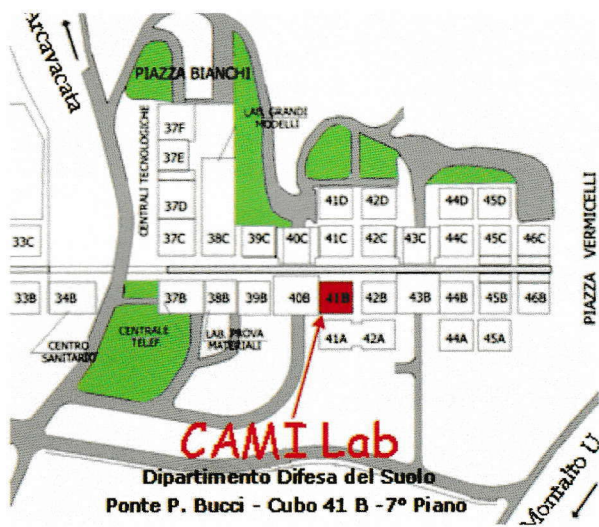 Arcavacata
PIAZZA BIANCHI
CENTRALI TECNOLOGICHE
LAB. GRANDI
MODELLI
37F
37E
37D
41D
42D
44D
45D
33C
37C
38C
39C
40C
41C
42C
43C
44C
45C
46C
PIAZZA VERMICELLI
33B
34B
37B
38B
39B
40B
41B
42B
43B
44B
45B
46B
CENTRO
SANITARIO
CENTRALE
TELEF
LAB. PROVA
MATERIALI
41A
42A
44A
45A
CAMI Lab
Dipartimento Difesa del Suolo
Ponte P. Bucci - Cubo 41 B -7° Piano
Montalto U